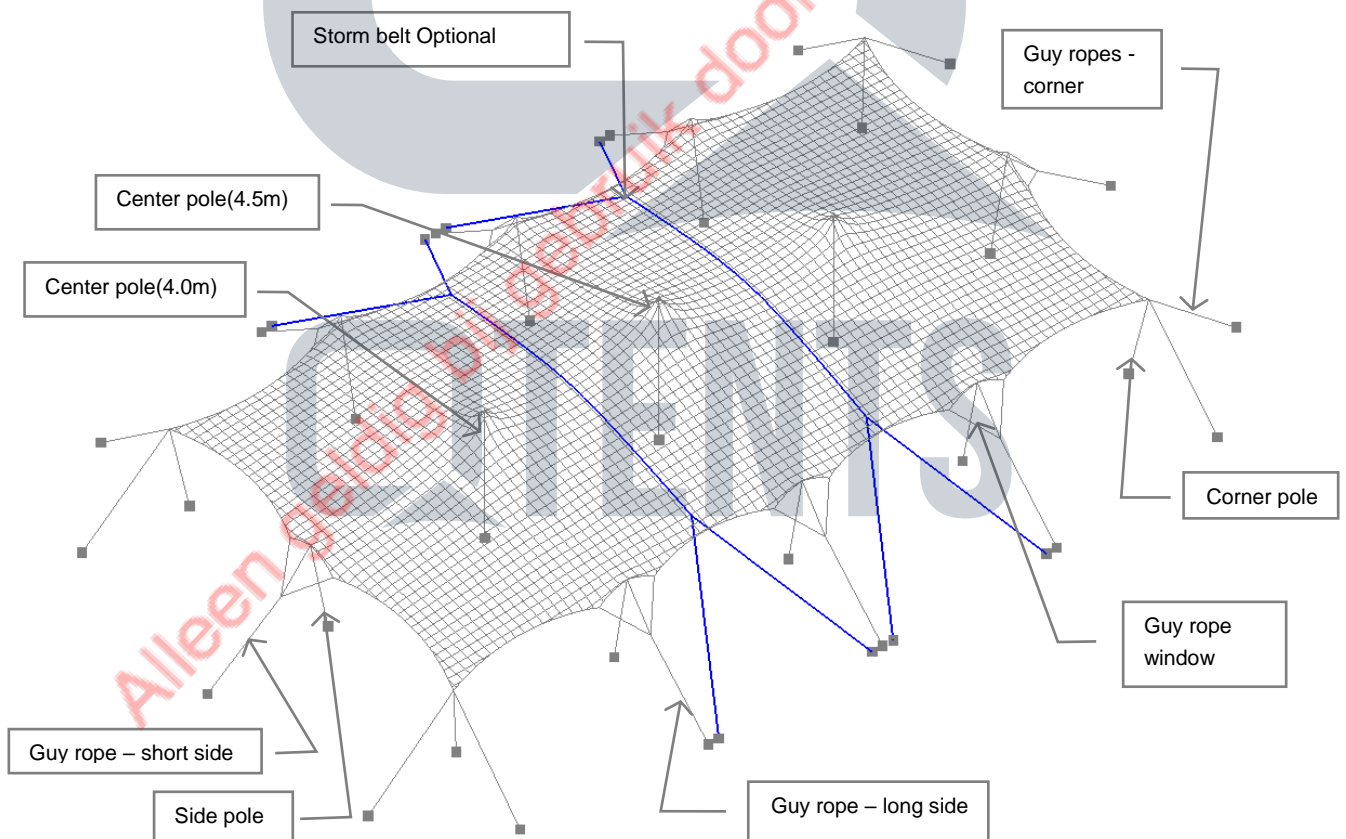 Storm belt Optional
Guy ropes -
corner
Center pole(4.5m)
Center pole(4.0m)
Corner pole
Guy rope
window
Guy rope – short side
Side pole
Guy rope – long side
QTENTS
Alleen geldig bij gebruik door